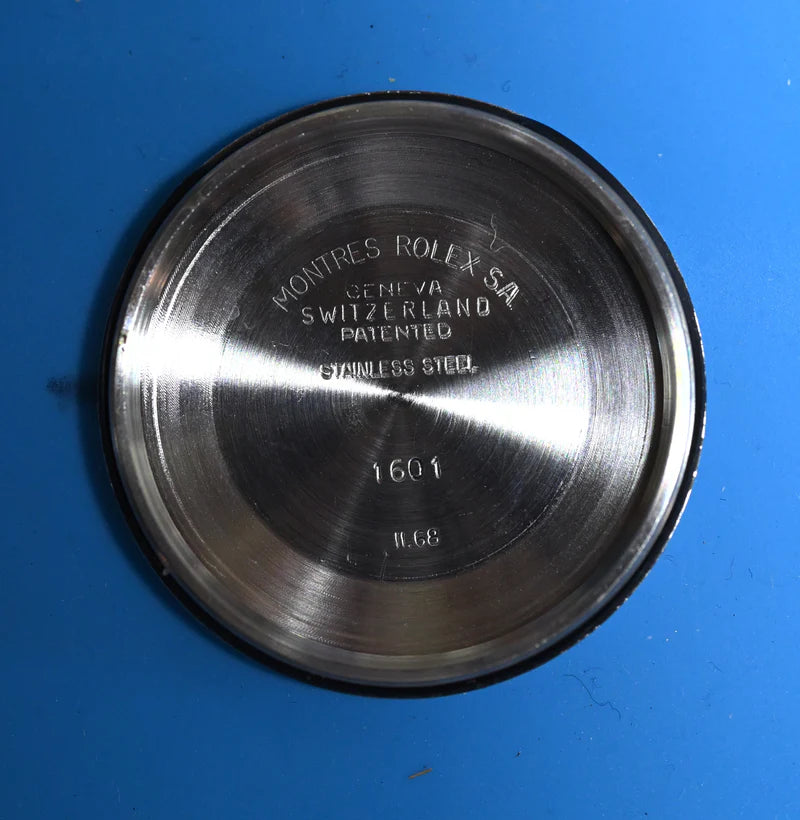 MONTRES ROLEX S.A.
GENEVA
SWITZERLAND
PATENTED
STAINLESS STEEL
1601
II.68